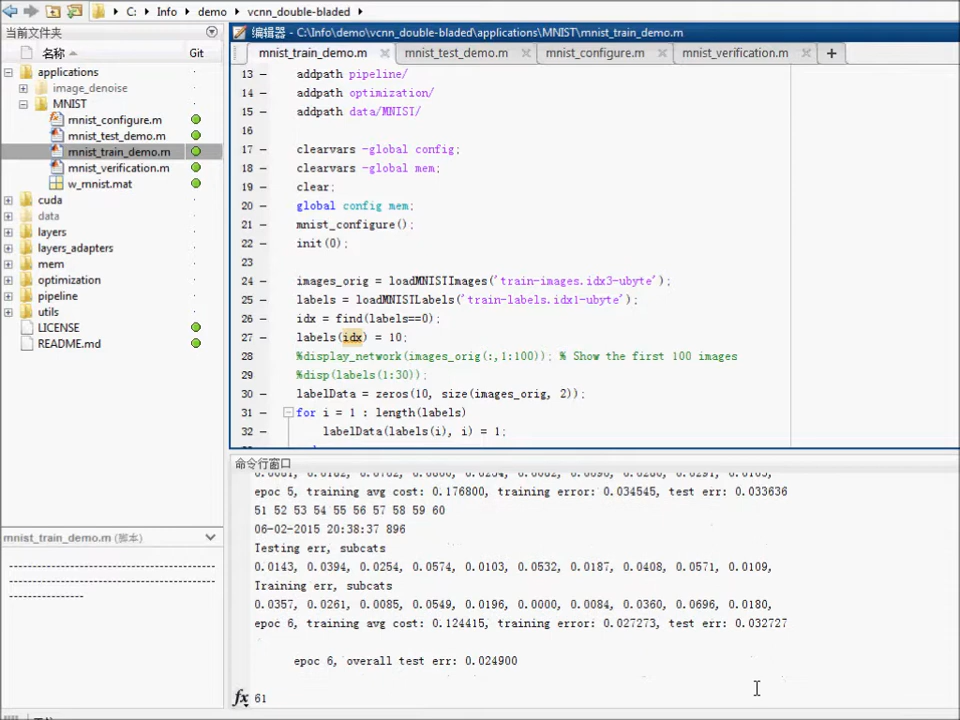 C: ▸ Info ▸ demo ▸ vcnn_double-bladed ▸
当前文件夹
名称 Git
applications
image_denoise
MNIST
mnist_configure.m
mnist_test_demo.m
mnist_train_demo.m
mnist_verification.m
w_mnist.mat
cuda
data
layers
layers_adapters
mem
optimization
pipeline
utils
LICENSE
README.md
mnist_train_demo.m (脚本)
编辑器 - C:\Info\demo\vcnn_double-bladed\applications\MNIST\mnist_train_demo.m
mnist_train_demo.m mnist_test_demo.m mnist_configure.m mnist_verification.m
13 – addpath pipeline/
14 – addpath optimization/
15 – addpath data/MNIST/
16
17 – clearvars -global config;
18 – clearvars -global mem;
19 – clear;
20 – global config mem;
21 – mnist_configure();
22 – init(0);
23
24 – images_orig = loadMNISTImages('train-images.idx3-ubyte');
25 – labels = loadMNISTLabels('train-labels.idx1-ubyte');
26 – idx = find(labels==0);
27 – labels(idx) = 10;
28 %display_network(images_orig(:,1:100)); % Show the first 100 images
29 %disp(labels(1:30));
30 – labelData = zeros(10, size(images_orig, 2));
31 – for i = 1 : length(labels)
32 – labelData(labels(i), i) = 1;
命令行窗口
epoc 5, training avg cost: 0.176800, training error: 0.034545, test err: 0.033636
51 52 53 54 55 56 57 58 59 60
06-02-2015 20:38:37 896
Testing err, subcats
0.0143, 0.0394, 0.0254, 0.0574, 0.0103, 0.0532, 0.0187, 0.0408, 0.0571, 0.0109,
Training err, subcats
0.0357, 0.0261, 0.0085, 0.0549, 0.0196, 0.0000, 0.0084, 0.0360, 0.0696, 0.0180,
epoc 6, training avg cost: 0.124415, training error: 0.027273, test err: 0.032727
epoc 6, overall test err: 0.024900
fx 61